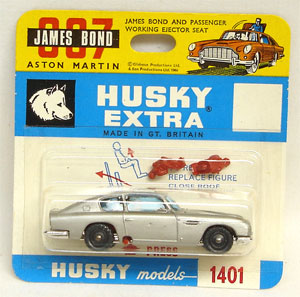 007
JAMES BOND
ASTON MARTIN
JAMES BOND AND PASSENGER
WORKING EJECTOR SEAT
HUSKY
EXTRA®
MADE IN GT. BRITAIN
REPLACE FIGURE
CLOSE ROOF
PRESS
HUSKY models
1401